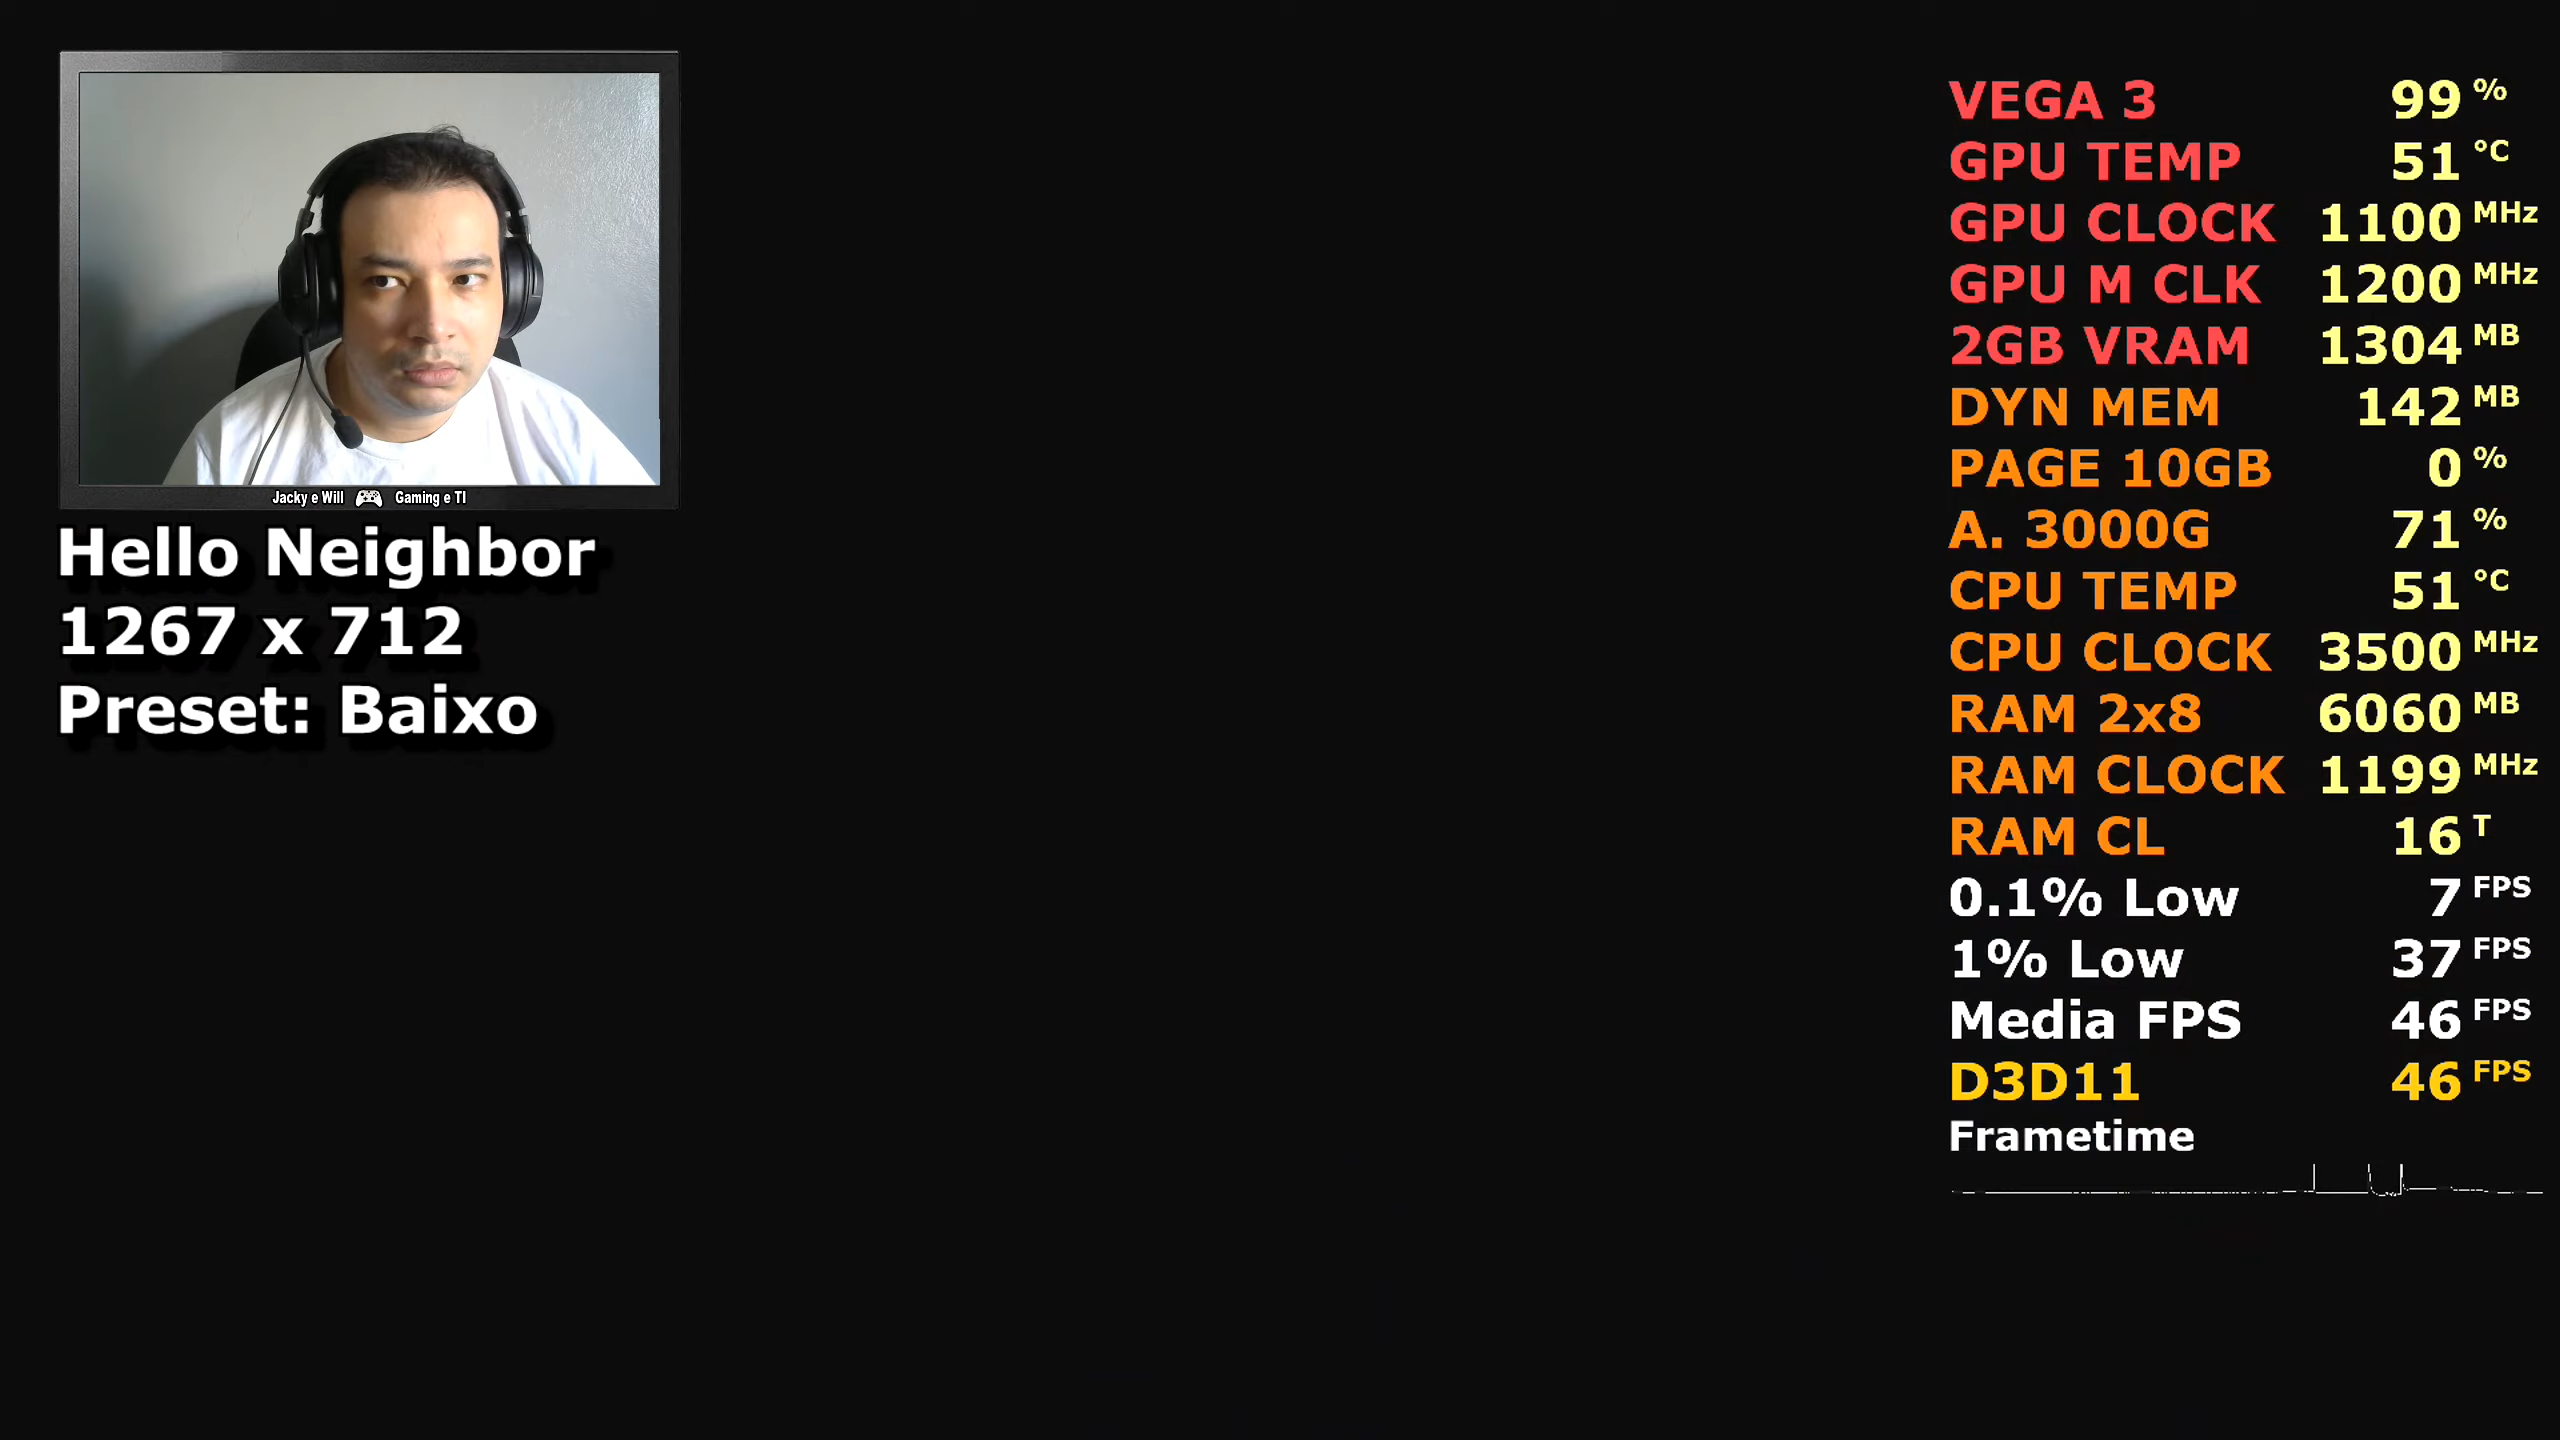 Jacky e Will Gaming e TI
Hello Neighbor
1267 x 712
Preset: Baixo
VEGA 3 99 %
GPU TEMP 51 °C
GPU CLOCK 1100 MHz
GPU M CLK 1200 MHz
2GB VRAM 1304 MB
DYN MEM 142 MB
PAGE 10GB 0 %
A. 3000G 71 %
CPU TEMP 51 °C
CPU CLOCK 3500 MHz
RAM 2x8 6060 MB
RAM CLOCK 1199 MHz
RAM CL 16 T
0.1% Low 7 FPS
1% Low 37 FPS
Media FPS 46 FPS
D3D11 46 FPS
Frametime